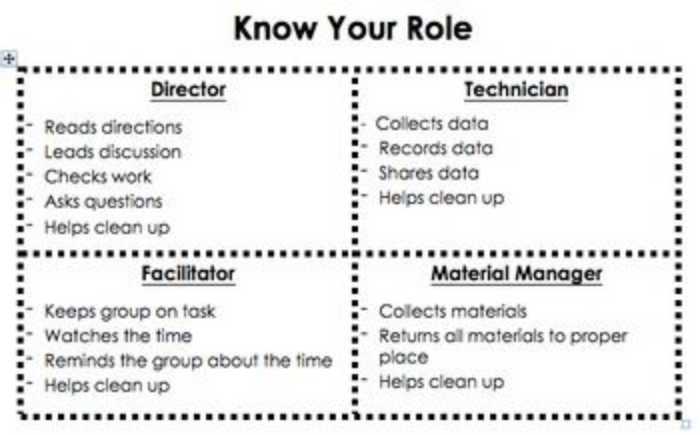 Know Your Role
Director
- Reads directions
- Leads discussion
- Checks work
- Asks questions
- Helps clean up
Technician
- Collects data
- Records data
- Shares data
- Helps clean up
Facilitator
- Keeps group on task
- Watches the time
- Reminds the group about the time
- Helps clean up
Material Manager
- Collects materials
- Returns all materials to proper
place
- Helps clean up